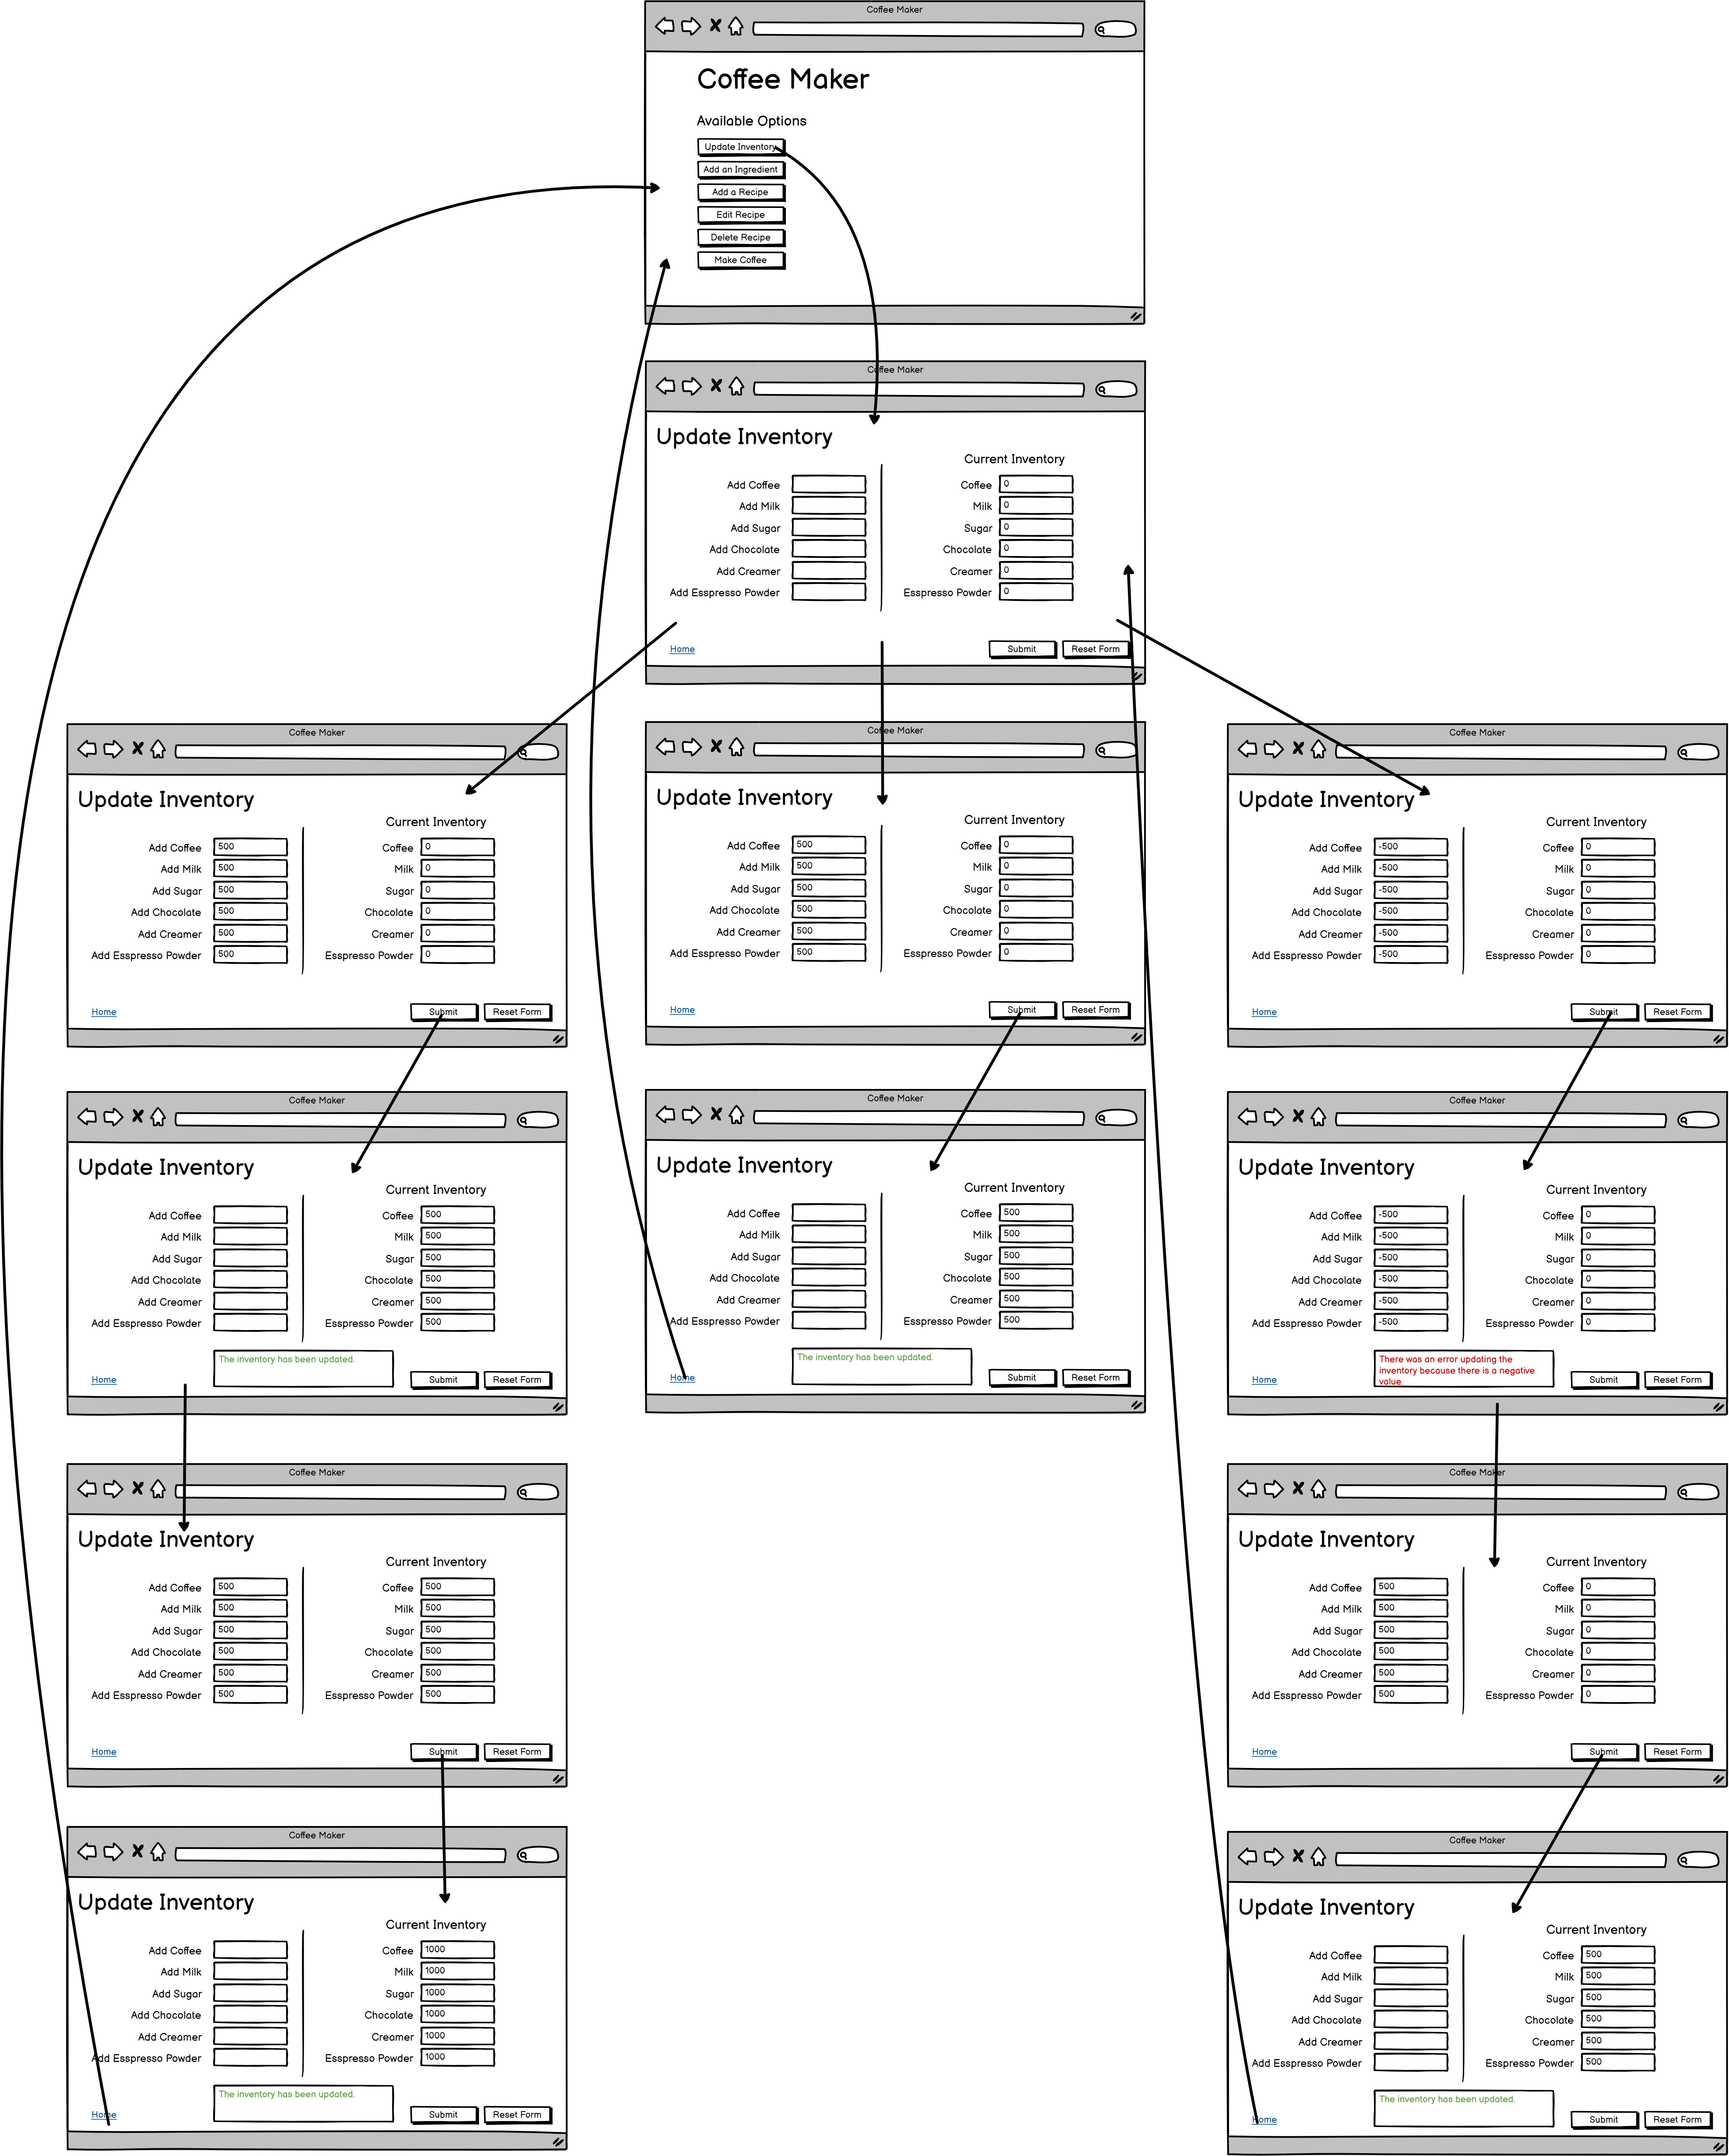 Coffee Maker
Coffee Maker
Available Options
Update Inventory
Add an Ingredient
Add a Recipe
Edit Recipe
Delete Recipe
Make Coffee
Coffee Maker
Update Inventory
Current Inventory
Add Coffee Coffee 0
Add Milk Milk 0
Add Sugar Sugar 0
Add Chocolate Chocolate 0
Add Creamer Creamer 0
Add Esspresso Powder Esspresso Powder 0
Home Submit Reset Form
Coffee Maker
Update Inventory
Current Inventory
Add Coffee 500 Coffee 0
Add Milk 500 Milk 0
Add Sugar 500 Sugar 0
Add Chocolate 500 Chocolate 0
Add Creamer 500 Creamer 0
Add Esspresso Powder 500 Esspresso Powder 0
Home Submit Reset Form
Coffee Maker
Update Inventory
Current Inventory
Add Coffee 500 Coffee 0
Add Milk 500 Milk 0
Add Sugar 500 Sugar 0
Add Chocolate 500 Chocolate 0
Add Creamer 500 Creamer 0
Add Esspresso Powder 500 Esspresso Powder 0
Home Submit Reset Form
Coffee Maker
Update Inventory
Current Inventory
Add Coffee -500 Coffee 0
Add Milk -500 Milk 0
Add Sugar -500 Sugar 0
Add Chocolate -500 Chocolate 0
Add Creamer -500 Creamer 0
Add Esspresso Powder -500 Esspresso Powder 0
Home Submit Reset Form
Coffee Maker
Update Inventory
Current Inventory
Add Coffee Coffee 500
Add Milk Milk 500
Add Sugar Sugar 500
Add Chocolate Chocolate 500
Add Creamer Creamer 500
Add Esspresso Powder Esspresso Powder 500
The inventory has been updated.
Home Submit Reset Form
Coffee Maker
Update Inventory
Current Inventory
Add Coffee Coffee 500
Add Milk Milk 500
Add Sugar Sugar 500
Add Chocolate Chocolate 500
Add Creamer Creamer 500
Add Esspresso Powder Esspresso Powder 500
The inventory has been updated.
Home Submit Reset Form
Coffee Maker
Update Inventory
Current Inventory
Add Coffee -500 Coffee 0
Add Milk -500 Milk 0
Add Sugar -500 Sugar 0
Add Chocolate -500 Chocolate 0
Add Creamer -500 Creamer 0
Add Esspresso Powder -500 Esspresso Powder 0
There was an error updating the
inventory because there is a negative
value.
Home Submit Reset Form
Coffee Maker
Update Inventory
Current Inventory
Add Coffee 500 Coffee 500
Add Milk 500 Milk 500
Add Sugar 500 Sugar 500
Add Chocolate 500 Chocolate 500
Add Creamer 500 Creamer 500
Add Esspresso Powder 500 Esspresso Powder 500
Home Submit Reset Form
Coffee Maker
Update Inventory
Current Inventory
Add Coffee 500 Coffee 0
Add Milk 500 Milk 0
Add Sugar 500 Sugar 0
Add Chocolate 500 Chocolate 0
Add Creamer 500 Creamer 0
Add Esspresso Powder 500 Esspresso Powder 0
Home Submit Reset Form
Coffee Maker
Update Inventory
Current Inventory
Add Coffee Coffee 1000
Add Milk Milk 1000
Add Sugar Sugar 1000
Add Chocolate Chocolate 1000
Add Creamer Creamer 1000
Add Esspresso Powder Esspresso Powder 1000
The inventory has been updated.
Home Submit Reset Form
Coffee Maker
Update Inventory
Current Inventory
Add Coffee Coffee 500
Add Milk Milk 500
Add Sugar Sugar 500
Add Chocolate Chocolate 500
Add Creamer Creamer 500
Add Esspresso Powder Esspresso Powder 500
The inventory has been updated.
Home Submit Reset Form